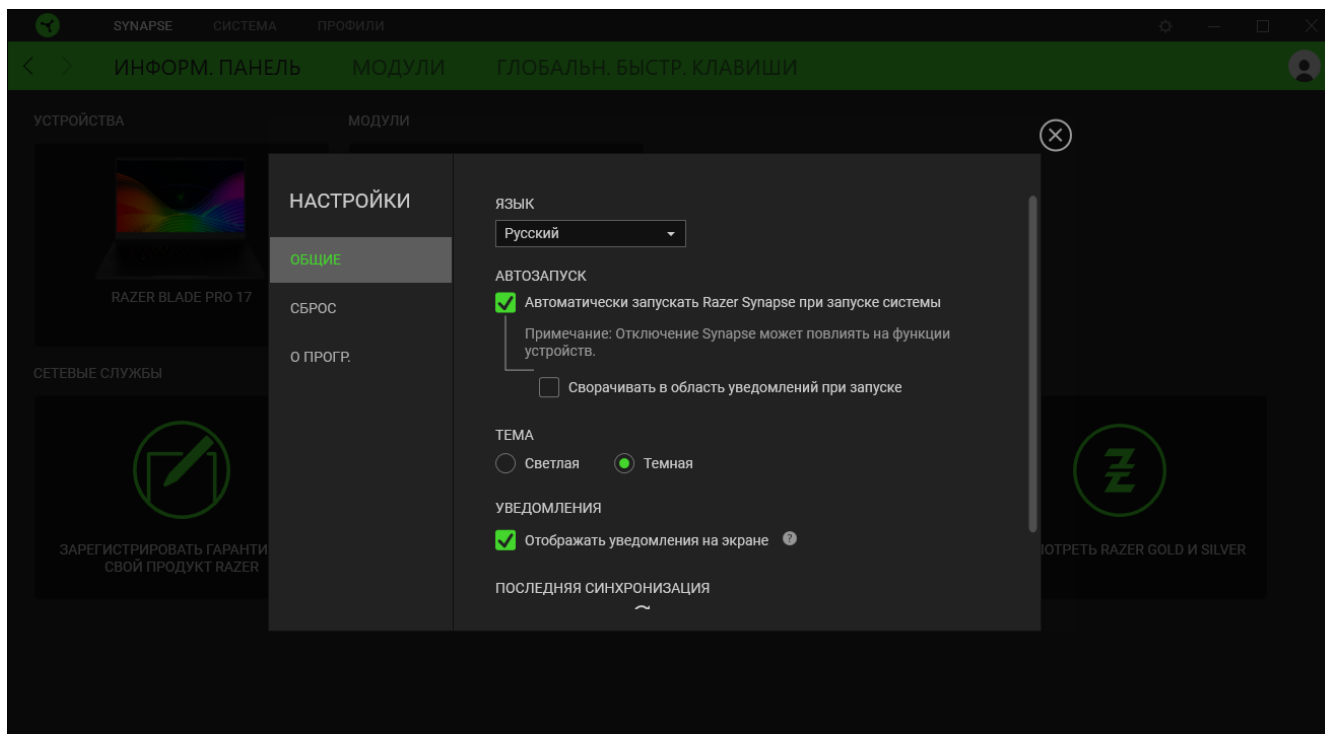 SYNAPSE СИСТЕМА ПРОФИЛИ
ИНФОРМ. ПАНЕЛЬ МОДУЛИ ГЛОБАЛЬН. БЫСТР. КЛАВИШИ
УСТРОЙСТВА МОДУЛИ
RAZER BLADE PRO 17
СЕТЕВЫЕ СЛУЖБЫ
ЗАРЕГИСТРИРОВАТЬ ГАРАНТИ
СВОЙ ПРОДУКТ RAZER
НАСТРОЙКИ
ОБЩИЕ
СБРОС
О ПРОГР.
ЯЗЫК
Русский
АВТОЗАПУСК
Автоматически запускать Razer Synapse при запуске системы
Примечание: Отключение Synapse может повлиять на функции
устройств.
Сворачивать в область уведомлений при запуске
ТЕМА
Светлая Темная
УВЕДОМЛЕНИЯ
Отображать уведомления на экране
ПОСЛЕДНЯЯ СИНХРОНИЗАЦИЯ
ОТРЕТЬ RAZER GOLD И SILVER